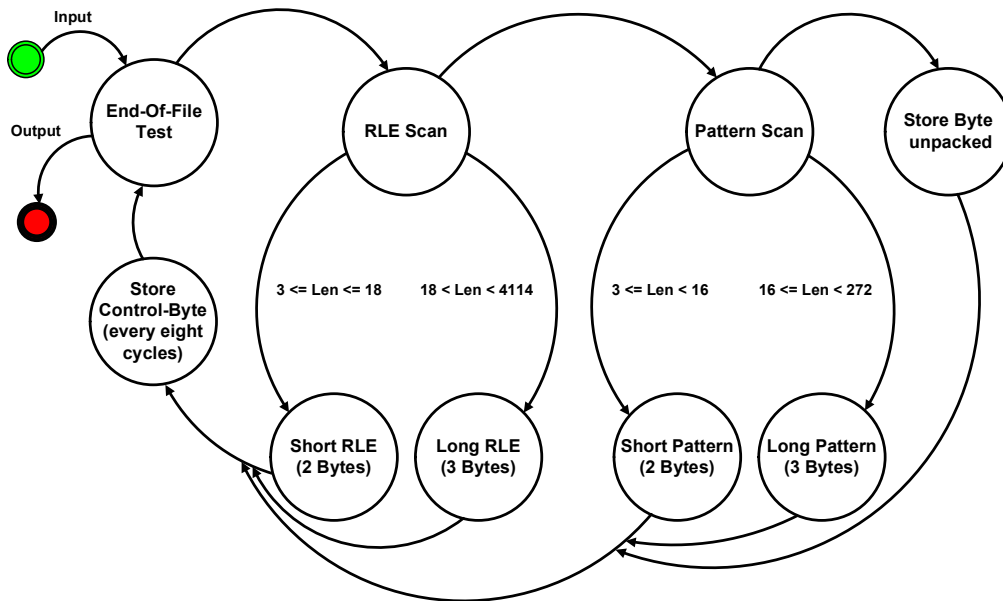 Input
End-Of-File
Test
Output
RLE Scan
Pattern Scan
Store Byte
unpacked
Store
Control-Byte
(every eight
cycles)
3 <= Len <= 18
18 < Len < 4114
3 <= Len < 16
16 <= Len < 272
Short RLE
(2 Bytes)
Long RLE
(3 Bytes)
Short Pattern
(2 Bytes)
Long Pattern
(3 Bytes)